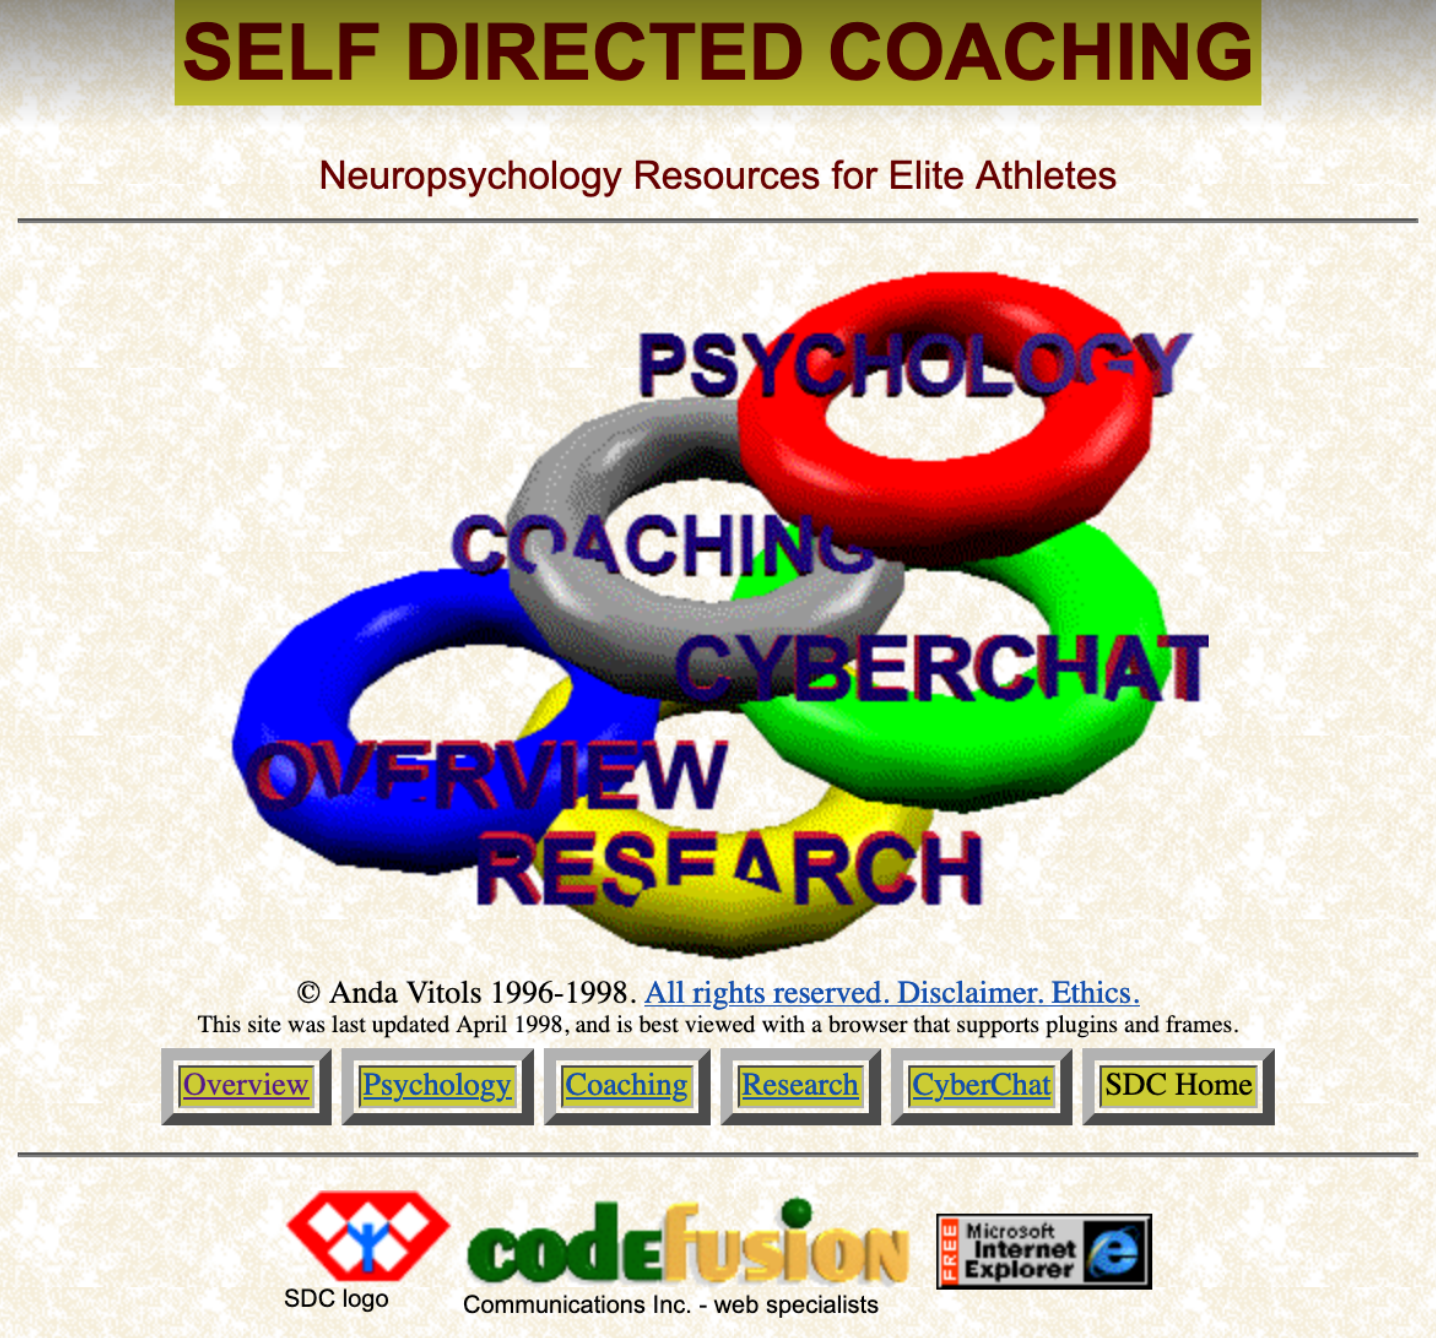 SELF DIRECTED COACHING
Neuropsychology Resources for Elite Athletes
PSYCHOLOGY
COACHING
CYBERCHAT
OVERVIEW
RESEARCH
© Anda Vitols 1996-1998. All rights reserved. Disclaimer. Ethics.
This site was last updated April 1998, and is best viewed with a browser that supports plugins and frames.
Overview Psychology Coaching Research CyberChat SDC Home
codEfusion
FREE
Microsoft
Internet
Explorer
SDC logo
Communications Inc. - web specialists